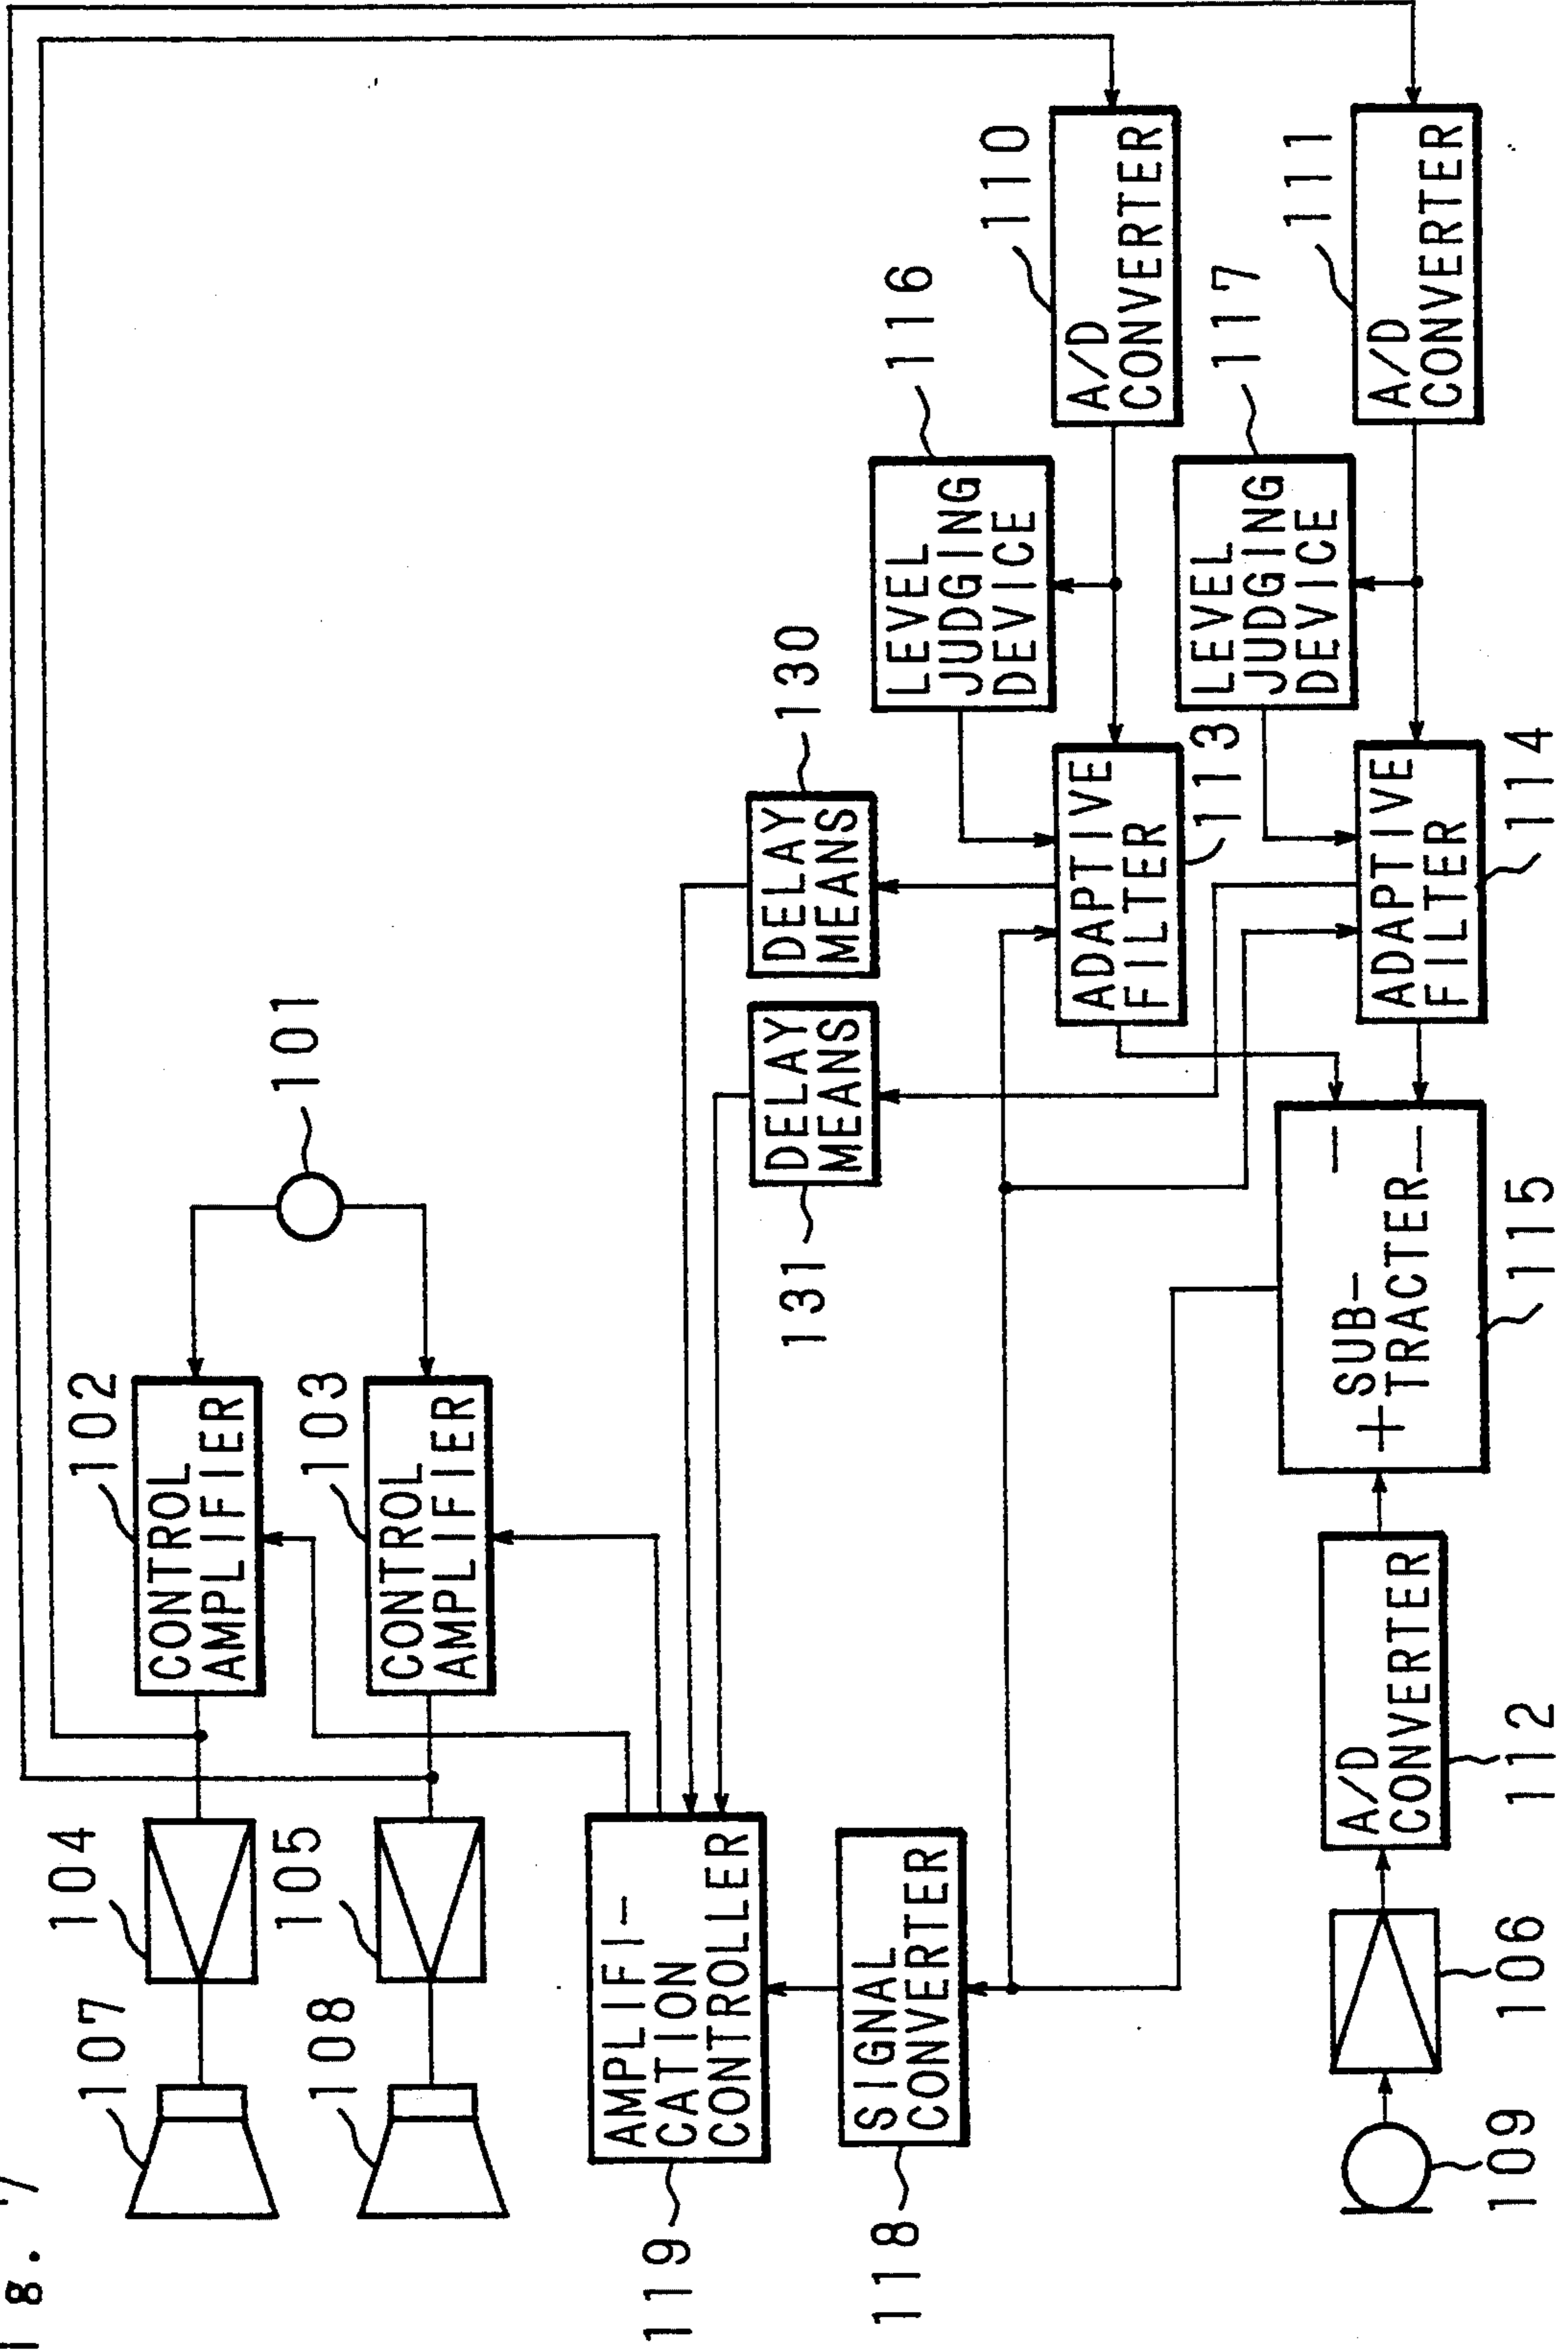 107
104
102
CONTROL
AMPLIFIER
101
108
105
103
CONTROL
AMPLIFIER
119
AMPLIFI-
CATION
CONTROLLER
131
DELAY
MEANS
130
DELAY
MEANS
118
SIGNAL
CONVERTER
116
LEVEL
JUDGING
DEVICE
110
A/D
CONVERTER
ADAPTIVE
FILTER
113
117
LEVEL
JUDGING
DEVICE
111
A/D
CONVERTER
109
106
112
A/D
CONVERTER
+
SUB-
TRACTER
—
—
115
ADAPTIVE
FILTER
114